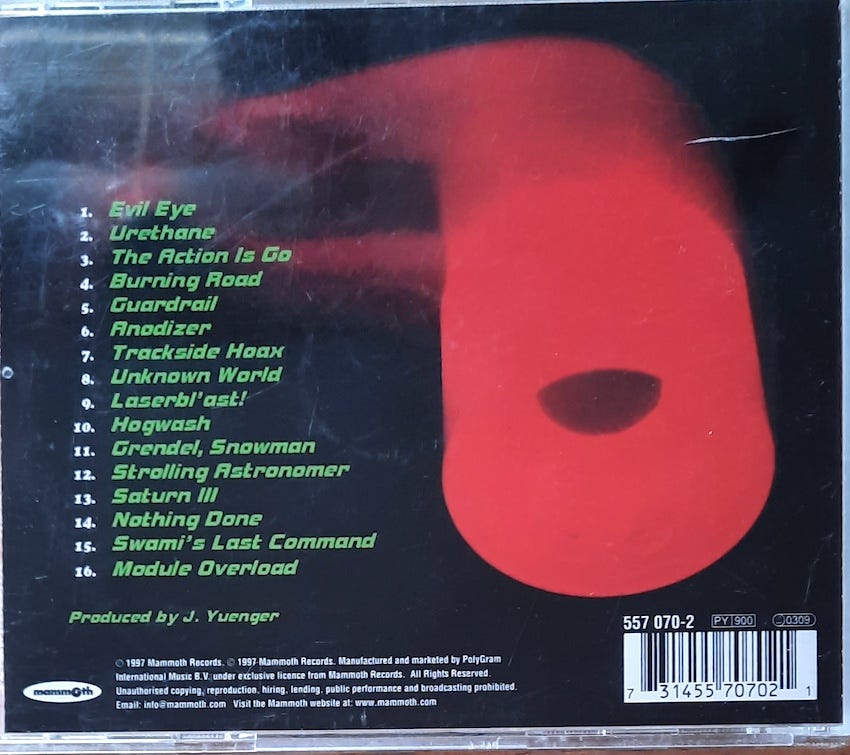 1. Evil Eye
2. Urethane
3. The Action Is Go
4. Burning Road
5. Guardrail
6. Anodizer
7. Trackside Hoax
8. Unknown World
9. Laserbl'ast!
10. Hogwash
11. Grendel, Snowman
12. Strolling Astronomer
13. Saturn III
14. Nothing Done
15. Swami's Last Command
16. Module Overload
Produced by J. Yuenger
557 070-2 PY 900 0309
mammoth
℗ 1997 Mammoth Records. © 1997 Mammoth Records. Manufactured and marketed by PolyGram
International Music B.V. under exclusive licence from Mammoth Records. All Rights Reserved.
Unauthorised copying, reproduction, hiring, lending, public performance and broadcasting prohibited.
Email: info@mammoth.com Visit the Mammoth website at: www.mammoth.com
7 31455 70702 1